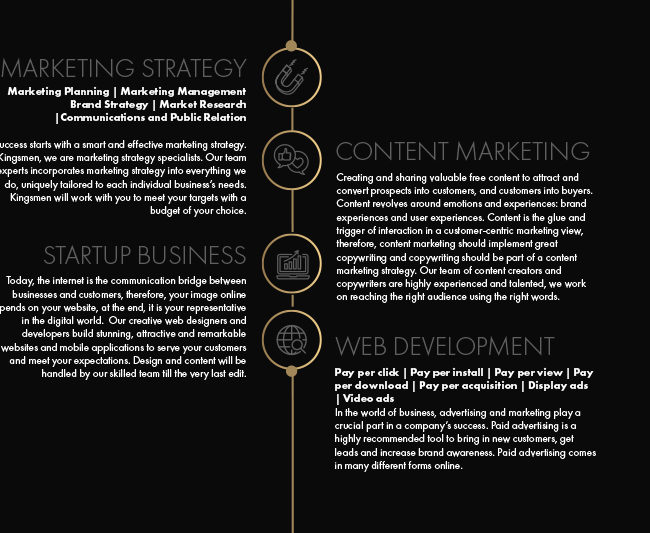 MARKETING STRATEGY
Marketing Planning | Marketing Management
Brand Strategy | Market Research
|Communications and Public Relation
starts with a smart and effective marketing strategy.
Kingsmen, we are marketing strategy specialists. Our team
experts incorporates marketing strategy into everything we
do, uniquely tailored to each individual business's needs.
Kingsmen will work with you to meet your targets with a
budget of your choice.
STARTUP BUSINESS
Today, the internet is the communication bridge between
businesses and customers, therefore, your image online
on your website, at the end, it is your representative
in the digital world. Our creative web designers and
developers build stunning, attractive and remarkable
websites and mobile applications to serve your customers
and meet your expectations. Design and content will be
handled by our skilled team till the very last edit.
CONTENT MARKETING
Creating and sharing valuable free content to attract and
convert prospects into customers, and customers into buyers.
Content revolves around emotions and experiences: brand
experiences and user experiences. Content is the glue and
trigger of interaction in a customer-centric marketing view,
therefore, content marketing should implement great
copywriting and copywriting should be part of a content
marketing strategy. Our team of content creators and
copywriters are highly experienced and talented, we work
on reaching the right audience using the right words.
WEB DEVELOPMENT
Pay per click | Pay per install | Pay per view | Pay
per download | Pay per acquisition | Display ads
| Video ads
In the world of business, advertising and marketing play a
crucial part in a company's success. Paid advertising is a
highly recommended tool to bring in new customers, get
leads and increase brand awareness. Paid advertising comes
in many different forms online.